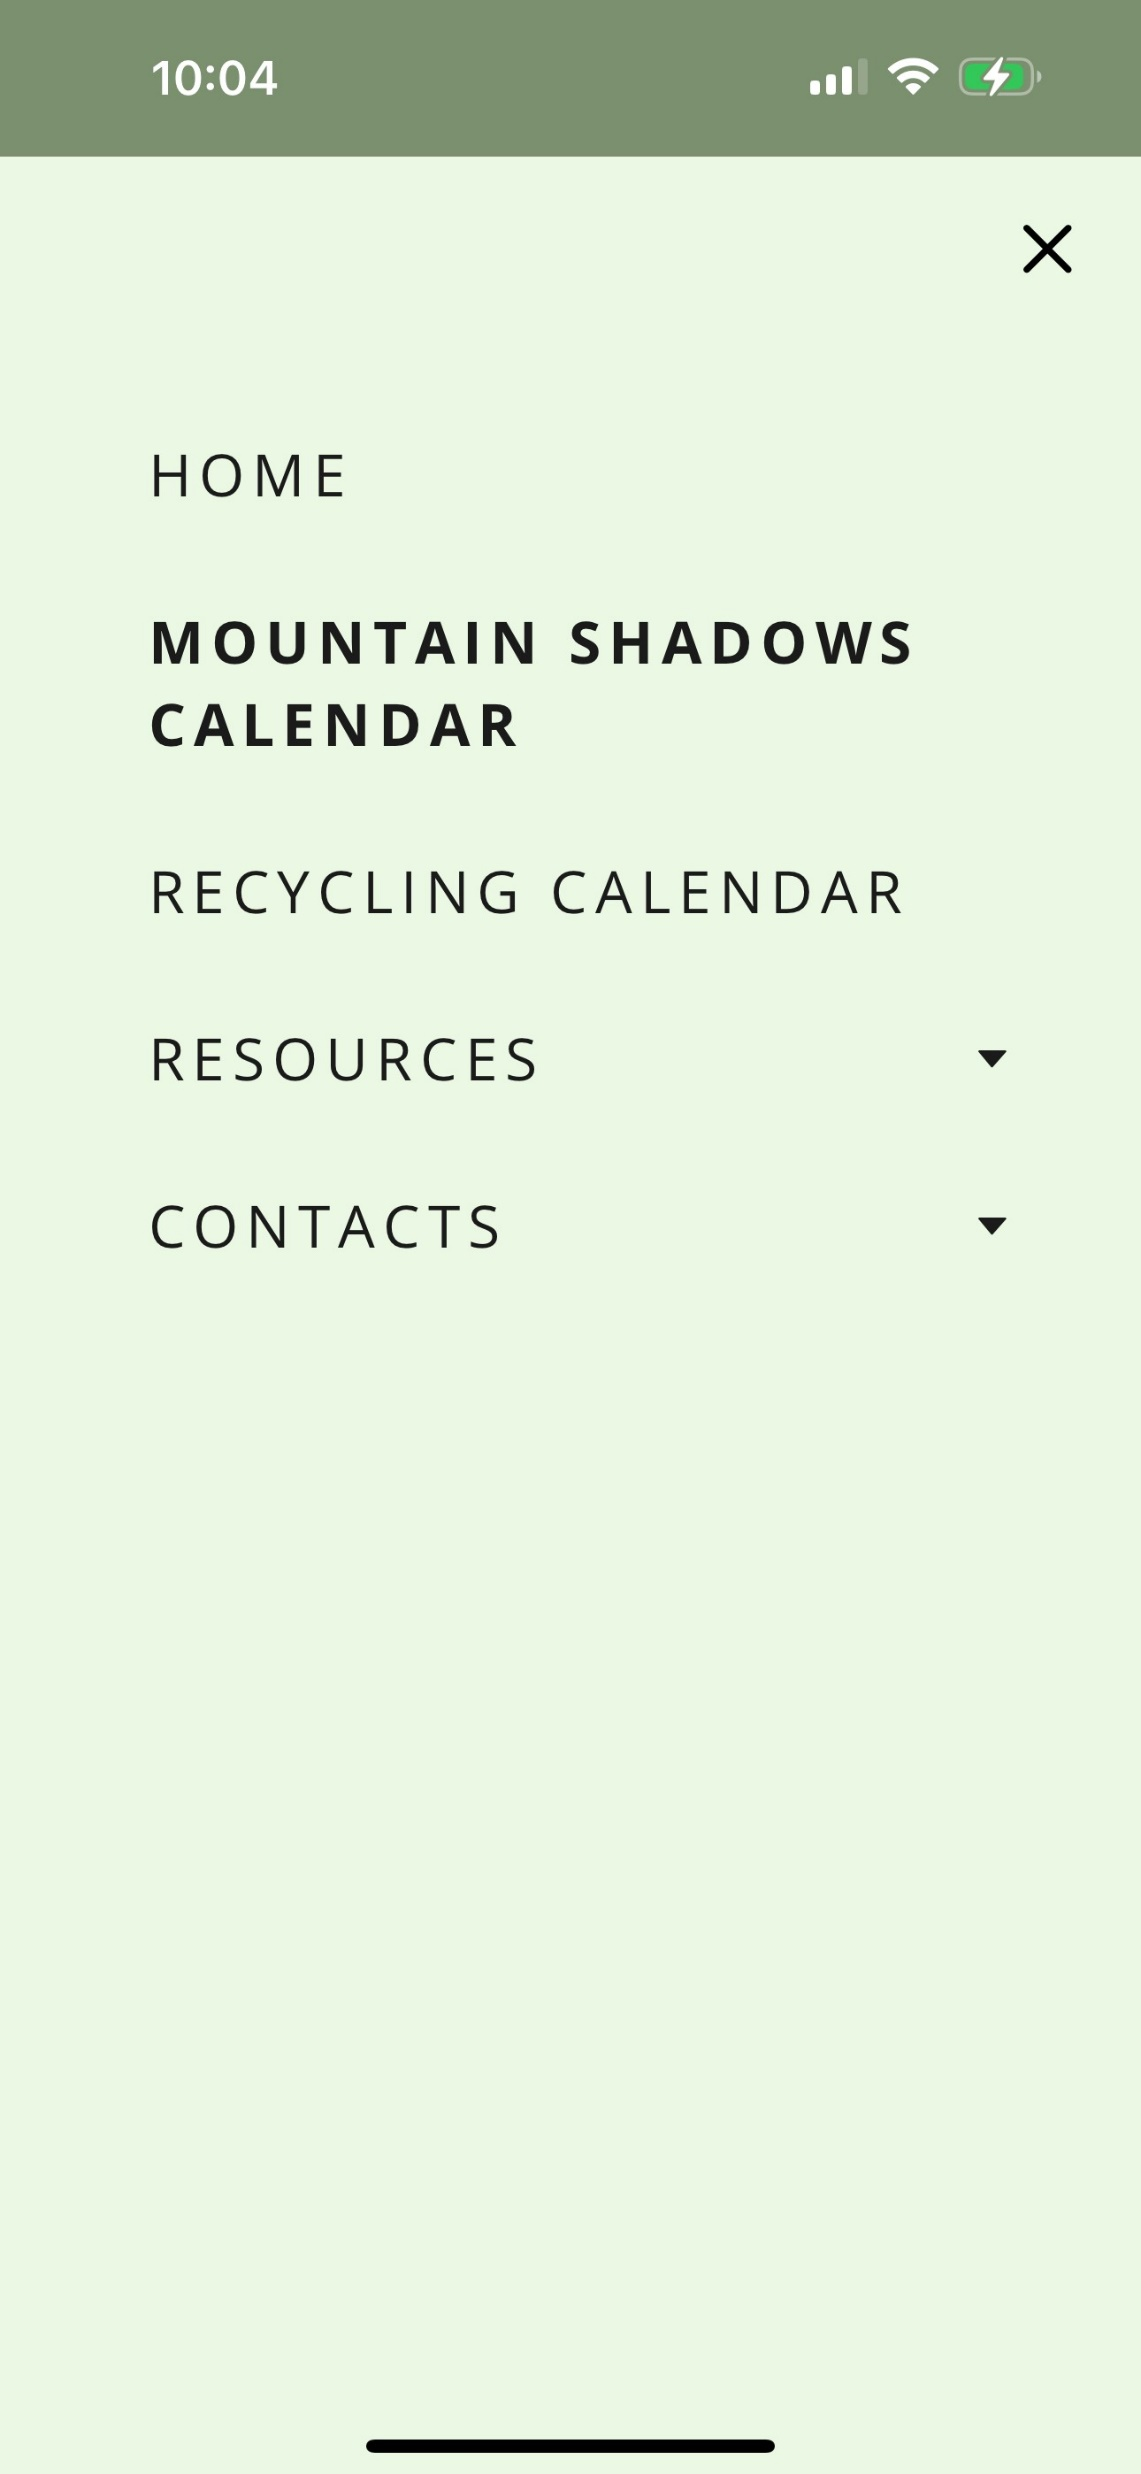 10:04
HOME
MOUNTAIN SHADOWS
CALENDAR
RECYCLING CALENDAR
RESOURCES
CONTACTS